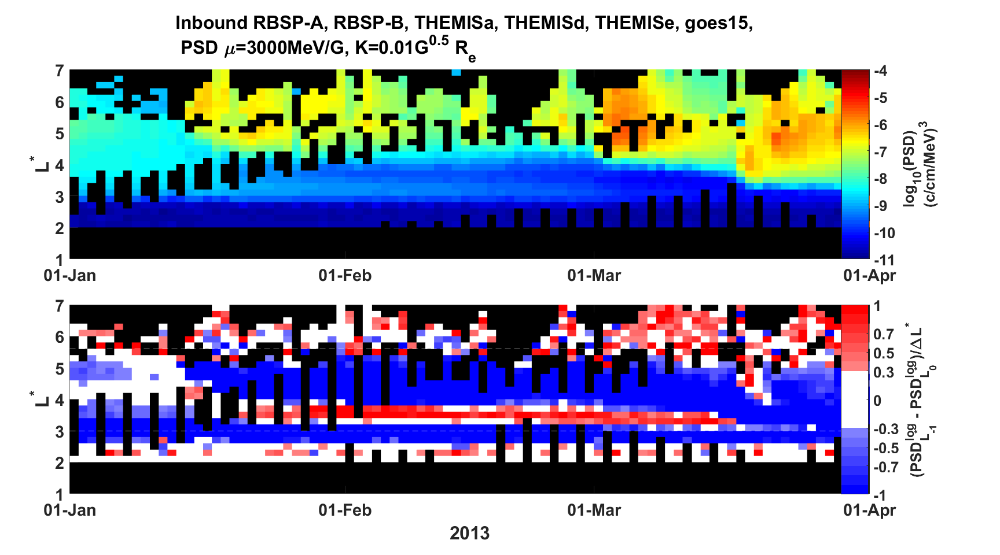 Inbound RBSP-A, RBSP-B, THEMISa, THEMISd, THEMISe, goes15,
PSD μ=3000MeV/G, K=0.01G^0.5 R_e
7
6
5
4
3
2
1
L*
01-Jan
01-Feb
01-Mar
01-Apr
-4
-5
-6
-7
-8
-9
-10
-11
log_10(PSD)
(c/cm/MeV)^3
7
6
5
4
3
2
1
L*
01-Jan
01-Feb
01-Mar
01-Apr
2013
1
0.7
0.5
0.3
0
-0.3
-0.5
-0.7
-1
(PSD^log_L*_-1 - PSD^log_L*_0)/ΔL*